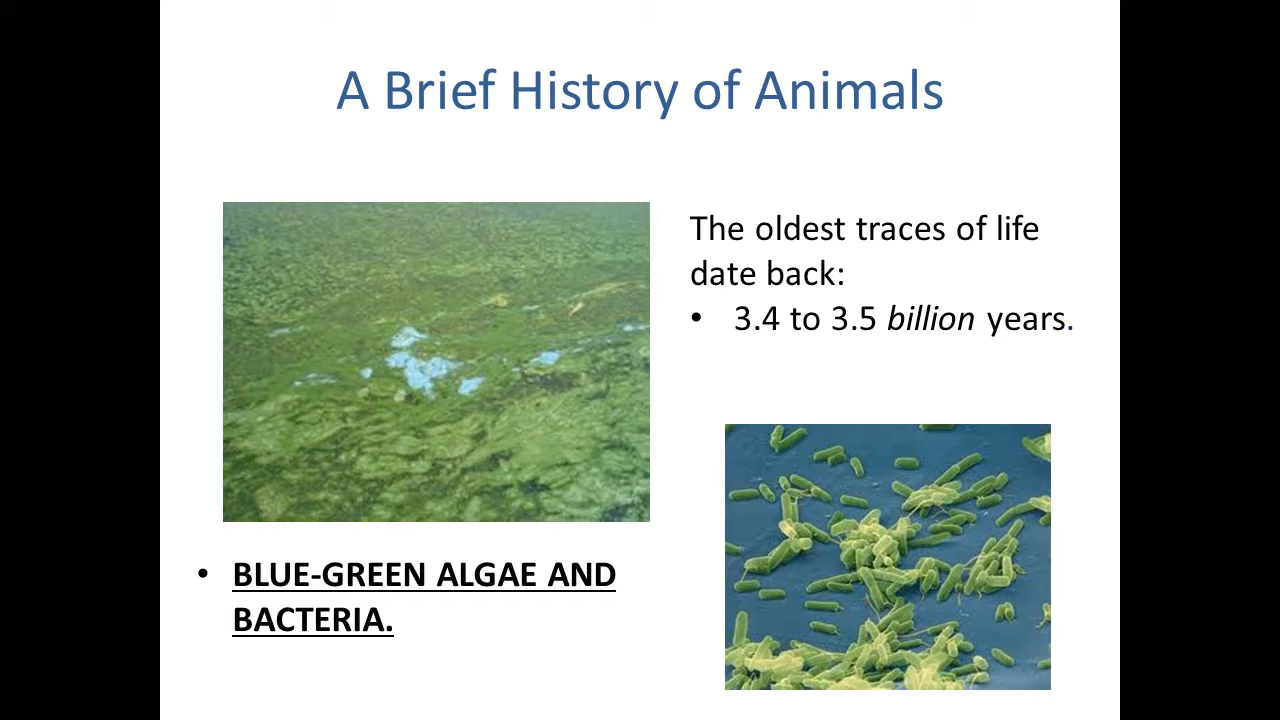 A Brief History of Animals
The oldest traces of life
date back:
• 3.4 to 3.5 billion years.
• BLUE-GREEN ALGAE AND
BACTERIA.